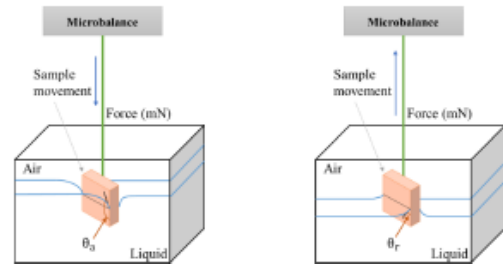 Microbalance
Sample
movement
Force (mN)
Air
θa
Liquid
Microbalance
Sample
movement
Force (mN)
Air
θr
Liquid